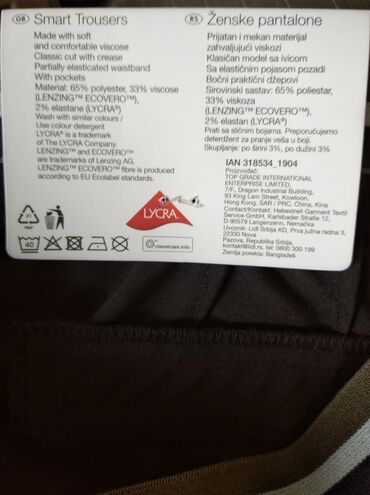 GB Smart Trousers
Made with soft
and comfortable viscose
Classic cut with crease
Partially elasticated waistband
With pockets
Material: 65% polyester, 33% viscose
(LENZING™ ECOVERO™),
2% elastane (LYCRA®)
Wash with similar colours /
Use colour detergent
LYCRA® is a trademark
of The LYCRA Company.
LENZING™ and ECOVERO™
are trademarks of Lenzing AG.
LENZING™ ECOVERO™ fibre is produced
according to EU Ecolabel standards.
RS Ženske pantalone
Prijatan i mekan materijal
zahvaljujući viskozi
Klasičan model sa ivicom
Sa elastičnim pojasom pozadi
Bočni praktični džepovi
Sirovinski sastav: 65% poliestar,
33% viskoza
(LENZING™ ECOVERO™),
2% elastan (LYCRA®)
Prati sa sličnim bojama. Preporučujemo
deterdžent za pranje veša u boji.
Skupljanje: po širini 3%, po dužini 3%
IAN 318534_1904
Proizvođač:
TOP GRADE INTERNATIONAL
ENTERPRISE LIMITED,
7/F., Dragon Industrial Building,
93 King Lam Street, Kowloon,
Hong Kong, SAR / PRC, China, Kina
Contact/Kontakt: Hebestreit Garment Textil
Service GmbH, Karlsbader Straße 12,
D 90579 Langenzenn, Nemačka
Uvoznik: Lidl Srbija KD, Prva južna radna 3,
22330 Nova
Pazova, Republika Srbija,
kontakt@lidl.rs, tel: 0800 300 199
Zemlja porekla: Bangladeš
21
PAP
LYCRA
40
clevercare.info